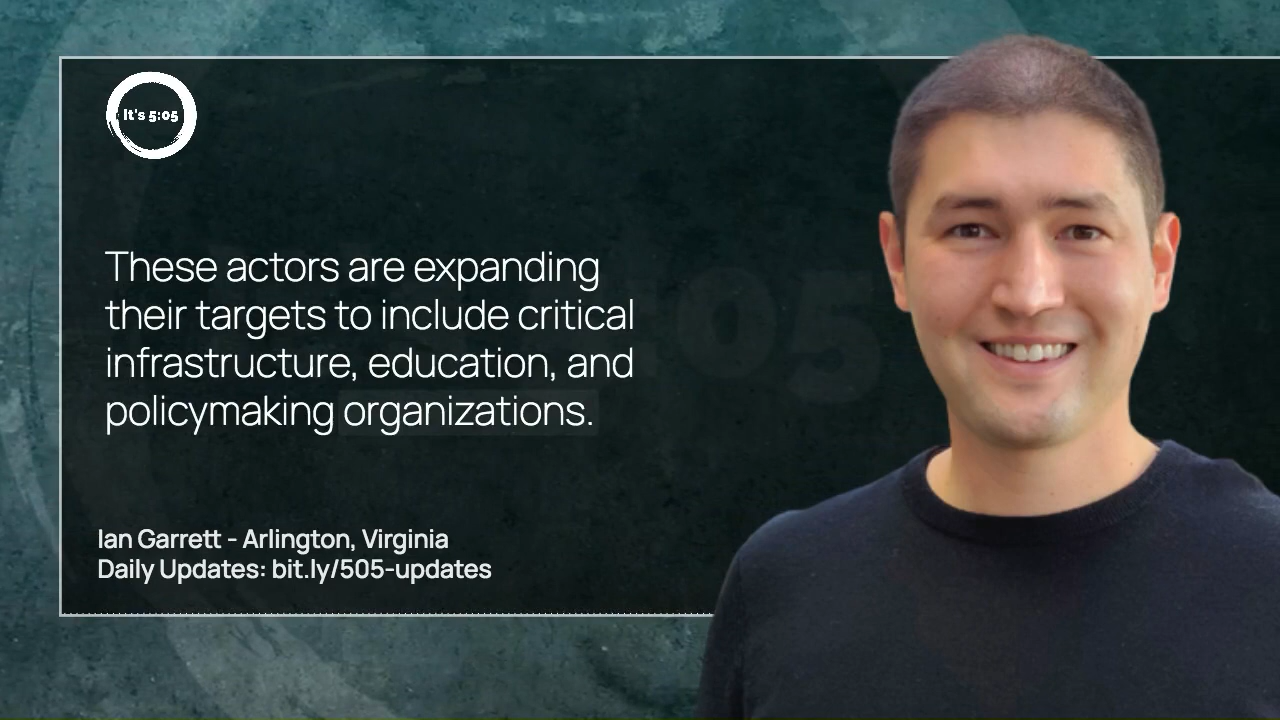 It's 5:05
These actors are expanding
their targets to include critical
infrastructure, education, and
policymaking organizations.
Ian Garrett - Arlington, Virginia
Daily Updates: bit.ly/505-updates